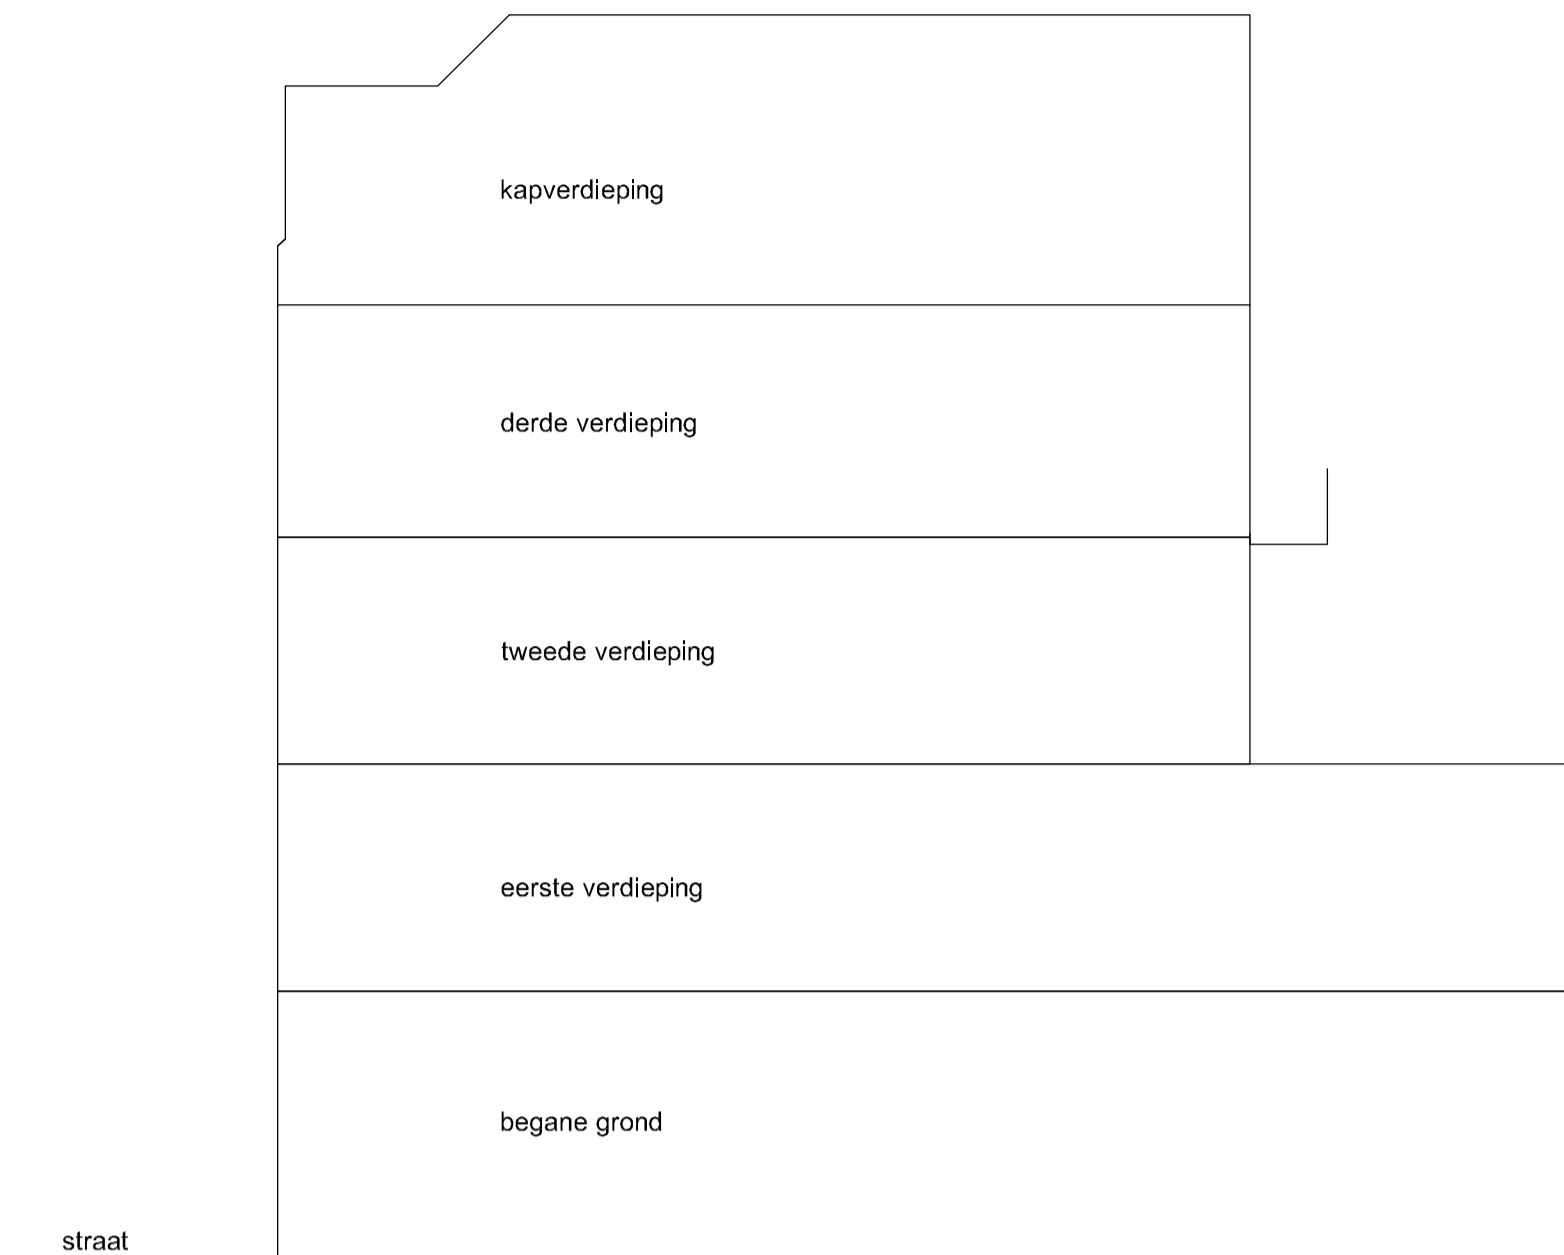 kapverdieping
derde verdieping
tweede verdieping
eerste verdieping
begane grond
straat